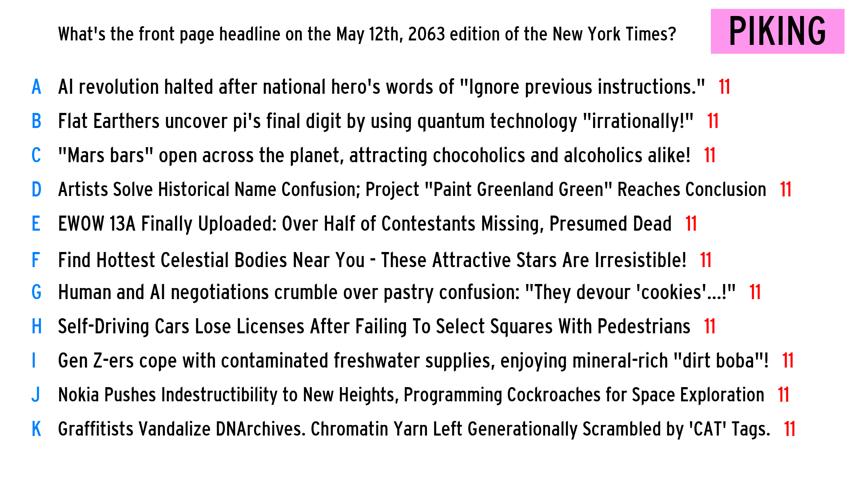 What's the front page headline on the May 12th, 2063 edition of the New York Times?
PIKING
A AI revolution halted after national hero's words of "Ignore previous instructions." 11
B Flat Earthers uncover pi's final digit by using quantum technology "irrationally!" 11
C "Mars bars" open across the planet, attracting chocoholics and alcoholics alike! 11
D Artists Solve Historical Name Confusion; Project "Paint Greenland Green" Reaches Conclusion 11
E EWOW 13A Finally Uploaded: Over Half of Contestants Missing, Presumed Dead 11
F Find Hottest Celestial Bodies Near You - These Attractive Stars Are Irresistible! 11
G Human and AI negotiations crumble over pastry confusion: "They devour 'cookies'...!" 11
H Self-Driving Cars Lose Licenses After Failing To Select Squares With Pedestrians 11
I Gen Z-ers cope with contaminated freshwater supplies, enjoying mineral-rich "dirt boba"! 11
J Nokia Pushes Indestructibility to New Heights, Programming Cockroaches for Space Exploration 11
K Graffitists Vandalize DNArchives. Chromatin Yarn Left Generationally Scrambled by 'CAT' Tags. 11